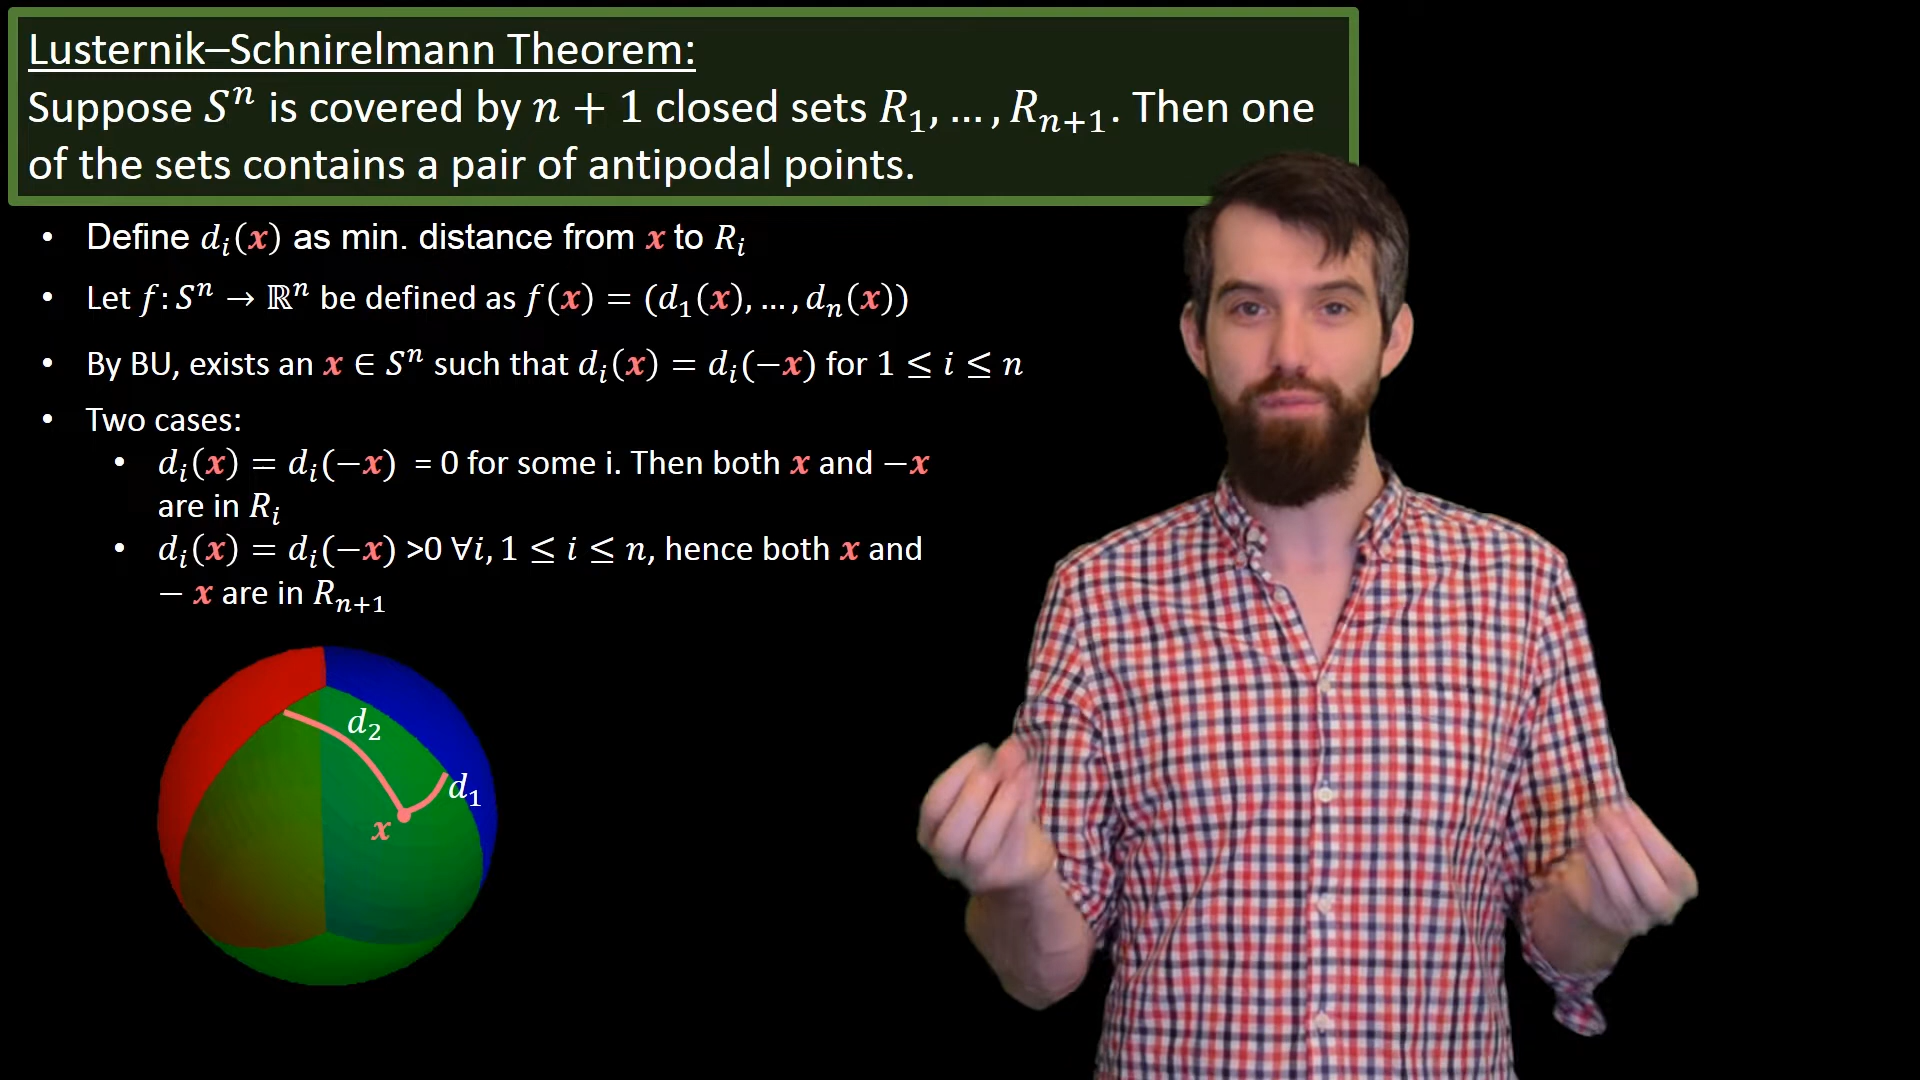 Lusternik–Schnirelmann Theorem:
Suppose 𝑆ⁿ is covered by 𝑛 + 1 closed sets 𝑅₁, … , 𝑅ₙ₊₁. Then one
of the sets contains a pair of antipodal points.
• Define 𝑑ᵢ(𝒙) as min. distance from 𝒙 to 𝑅ᵢ
• Let 𝑓: 𝑆ⁿ → ℝⁿ be defined as 𝑓(𝒙) = (𝑑₁(𝒙), … , 𝑑ₙ(𝒙))
• By BU, exists an 𝒙 ∈ 𝑆ⁿ such that 𝑑ᵢ(𝒙) = 𝑑ᵢ(−𝒙) for 1 ≤ 𝑖 ≤ 𝑛
• Two cases:
• 𝑑ᵢ(𝒙) = 𝑑ᵢ(−𝒙) = 0 for some i. Then both 𝒙 and −𝒙
are in 𝑅ᵢ
• 𝑑ᵢ(𝒙) = 𝑑ᵢ(−𝒙) >0 ∀𝑖, 1 ≤ 𝑖 ≤ 𝑛, hence both 𝒙 and
− 𝒙 are in 𝑅ₙ₊₁
𝑑₂
𝑑₁
𝒙